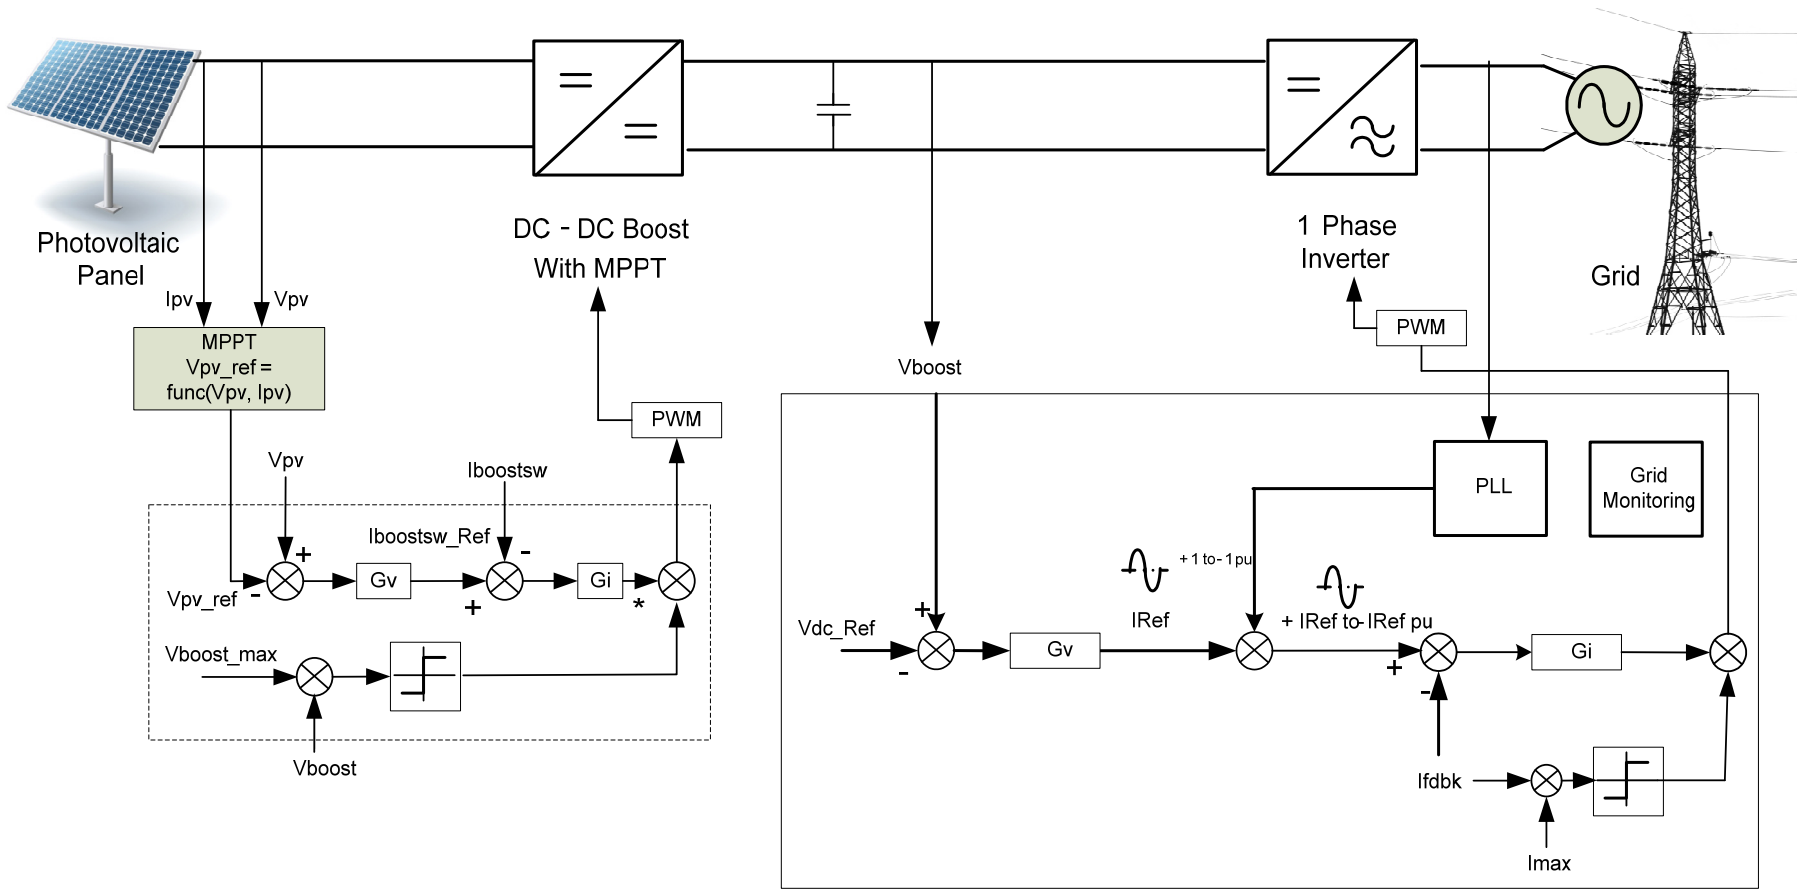 Photovoltaic
Panel
DC - DC Boost
With MPPT
1 Phase
Inverter
Grid
Ipv
Vpv
MPPT
Vpv_ref =
func(Vpv, Ipv)
PWM
Vpv
Iboostsw
Iboostsw_Ref
+
-
Gv
Gi
Vpv_ref
-
+
*
Vboost_max
Vboost
Vboost
PWM
PLL
Grid
Monitoring
+1 to-1pu
IRef
+ IRef to-IRef pu
Vdc_Ref
+
-
Gv
+
-
Gi
Ifdbk
Imax